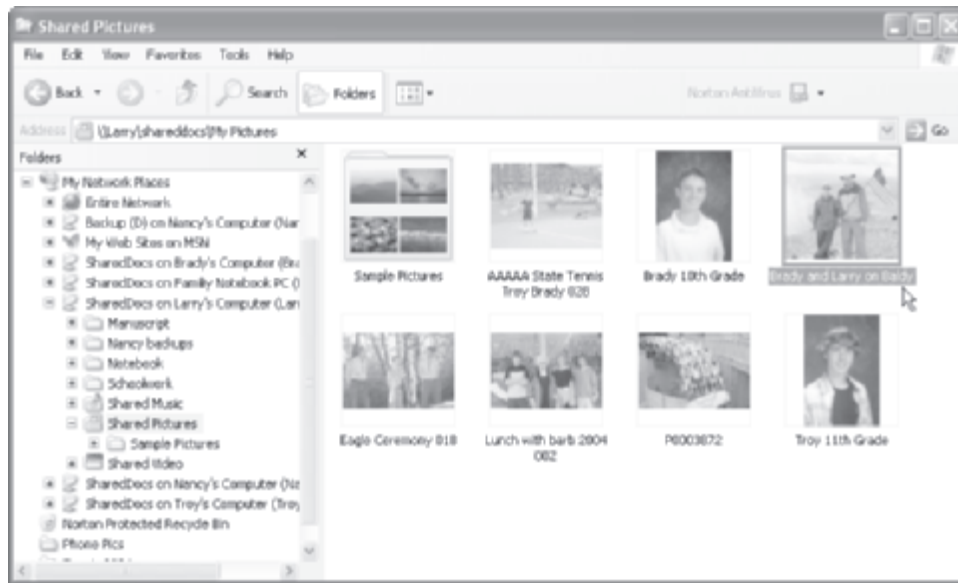 Shared Pictures
File Edit View Favorites Tools Help
Back Search Folders Norton AntiVirus
Address \\Larry\shareddocs\My Pictures Go
Folders
My Network Places
Entire Network
Backup (D) on Nancy's Computer (Nan
My Web Sites on MSN
SharedDocs on Brady's Computer (Bra
SharedDocs on Family Notebook PC (
SharedDocs on Larry's Computer (Larr
Manuscript
Nancy backups
Notebook
Schoolwork
Shared Music
Shared Pictures
Sample Pictures
Shared Video
SharedDocs on Nancy's Computer (Na
SharedDocs on Troy's Computer (Troy
Norton Protected Recycle Bin
Phone Pics
Sample Pictures
AAAAA State Tennis
Troy Brady 028
Brady 10th Grade
Brady and Larry on Baldy
Eagle Ceremony 018
Lunch with barb 2004
002
P8003872
Troy 11th Grade